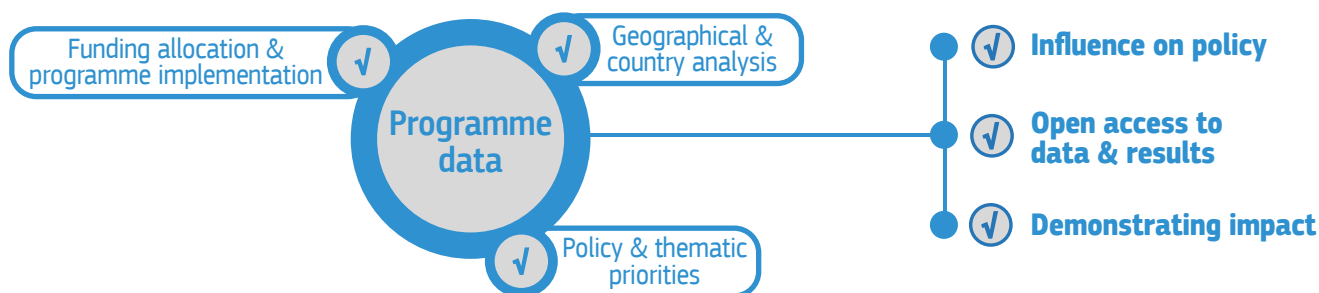 Funding allocation &
programme implementation
Geographical &
country analysis
Programme
data
Policy & thematic
priorities
Influence on policy
Open access to
data & results
Demonstrating impact